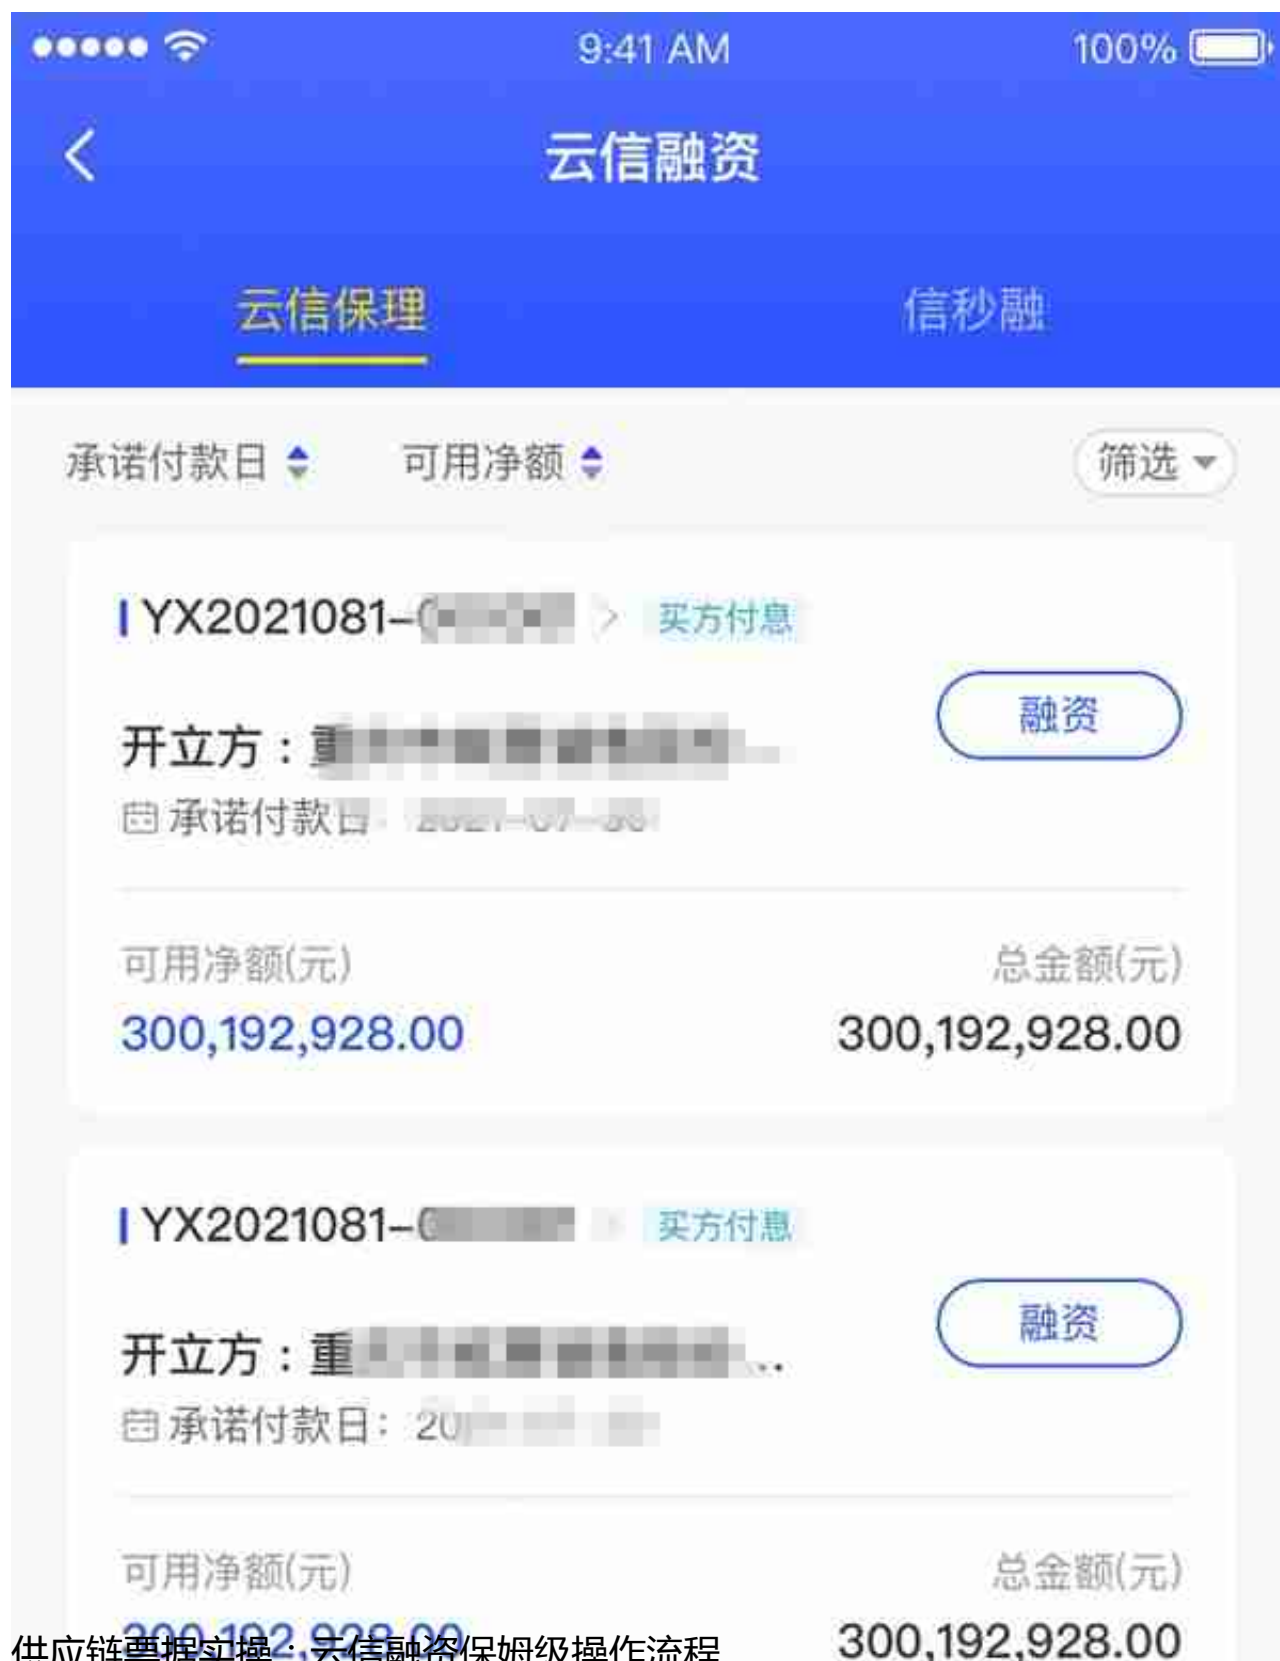 9:41 AM 100%
云信融资
云信保理 信秒融
承诺付款日 可用净额 筛选
YX2021081- 买方付息
融资
开立方：
承诺付款日
可用净额(元) 总金额(元)
300,192,928.00 300,192,928.00
YX2021081- 买方付息
融资
开立方：重
承诺付款日：20
可用净额(元) 总金额(元)
300,192,928.00 300,192,928.00
供应链票据实操：云信融资保姆级操作流程